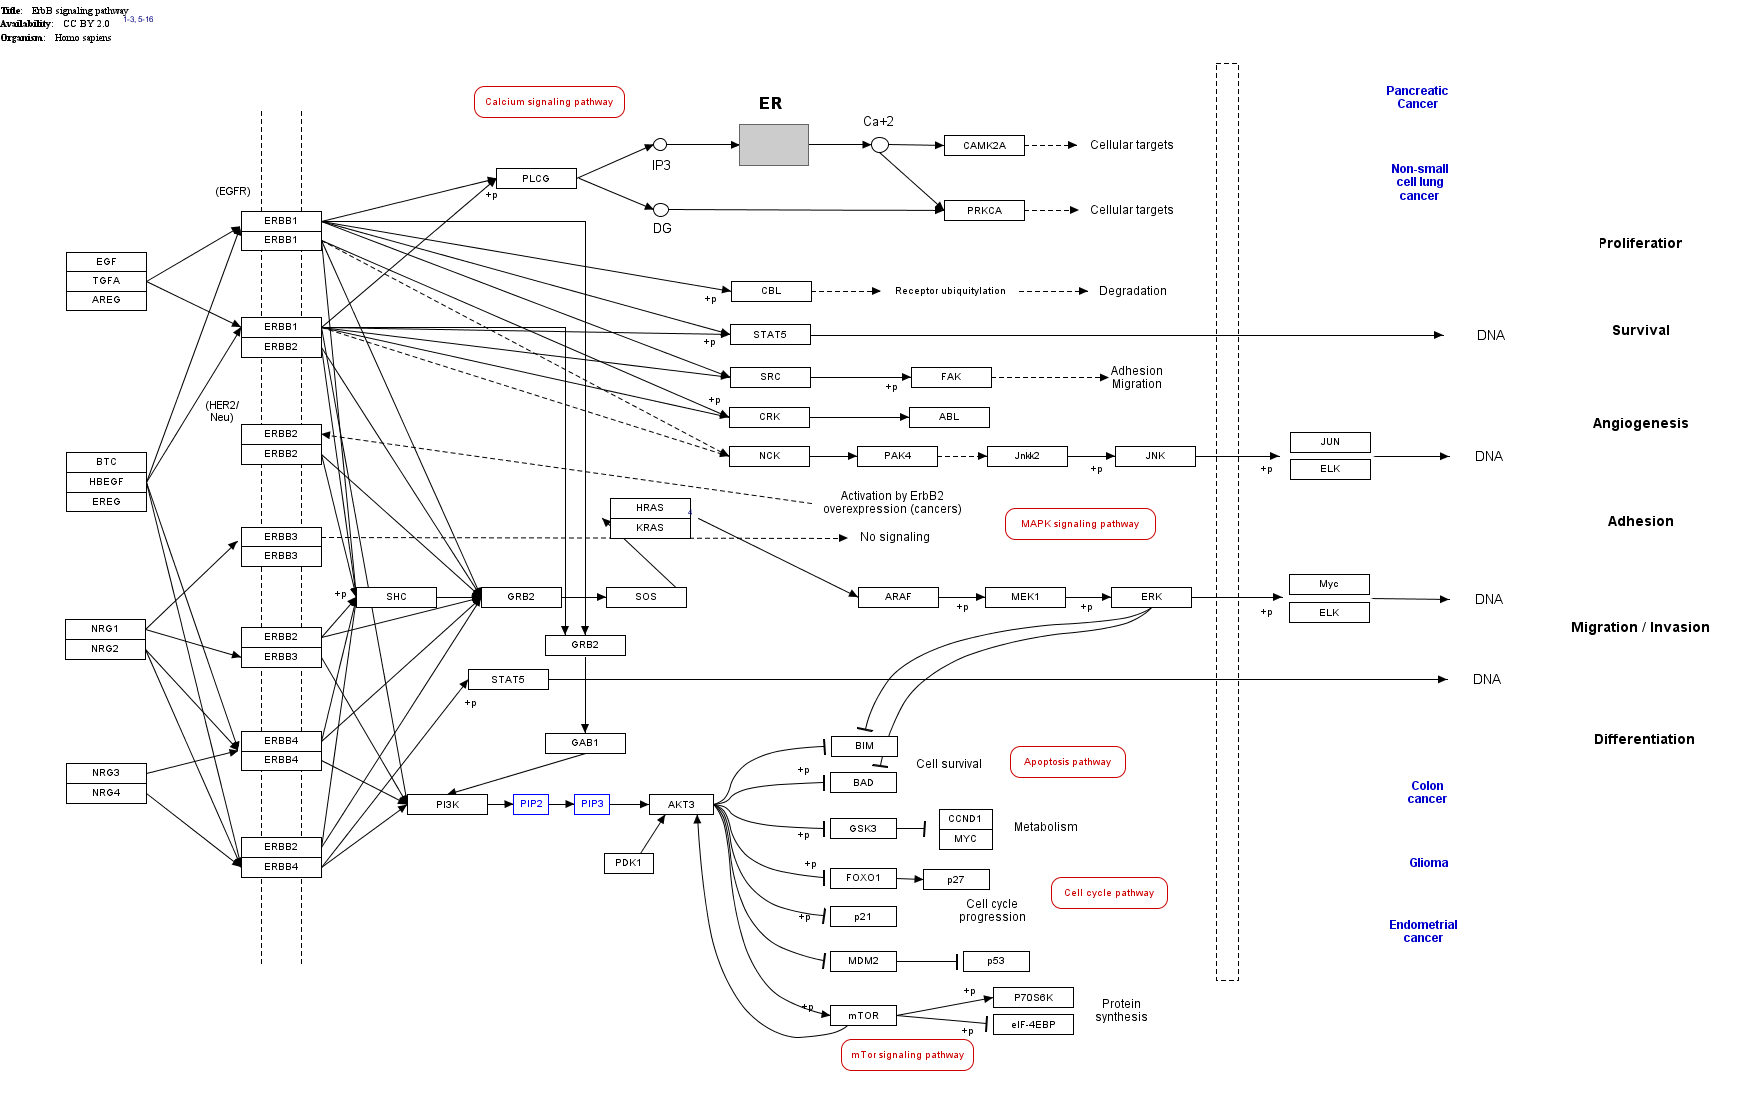 Title: ErbB signaling pathway
Availability: CC BY 2.0
1-3, 5-16
Organism: Homo sapiens
Calcium signaling pathway
ER
Pancreatic
Cancer
Ca+2
CAMK2A
Cellular targets
IP3
PLCG
+p
Non-small
cell lung
cancer
(EGFR)
DG
PRKCA
Cellular targets
ERBB1
ERBB1
Proliferation
EGF
TGFA
AREG
CBL
+p
Receptor ubiquitylation
Degradation
ERBB1
ERBB2
STAT5
+p
DNA
Survival
SRC
+p
FAK
Adhesion
Migration
(HER2/
Neu)
+p
CRK
ABL
Angiogenesis
ERBB2
ERBB2
NCK
PAK4
Jnkk2
+p
JNK
+p
JUN
ELK
DNA
BTC
HBEGF
EREG
Activation by ErbB2
overexpression (cancers)
HRAS
KRAS
4
MAPK signaling pathway
Adhesion
ERBB3
ERBB3
No signaling
+p
SHC
GRB2
SOS
ARAF
+p
MEK1
+p
ERK
+p
Myc
ELK
DNA
NRG1
NRG2
ERBB2
ERBB3
GRB2
Migration / Invasion
STAT5
+p
DNA
ERBB4
ERBB4
GAB1
BIM
Cell survival
Apoptosis pathway
Differentiation
NRG3
NRG4
+p
BAD
PI3K
PIP2
PIP3
AKT3
Colon
cancer
+p
GSK3
CCND1
MYC
Metabolism
ERBB2
ERBB4
PDK1
+p
FOXO1
p27
Cell cycle pathway
Glioma
+p
p21
Cell cycle
progression
Endometrial
cancer
MDM2
p53
+p
mTOR
+p
P70S6K
+p
eIF-4EBP
Protein
synthesis
mTor signaling pathway